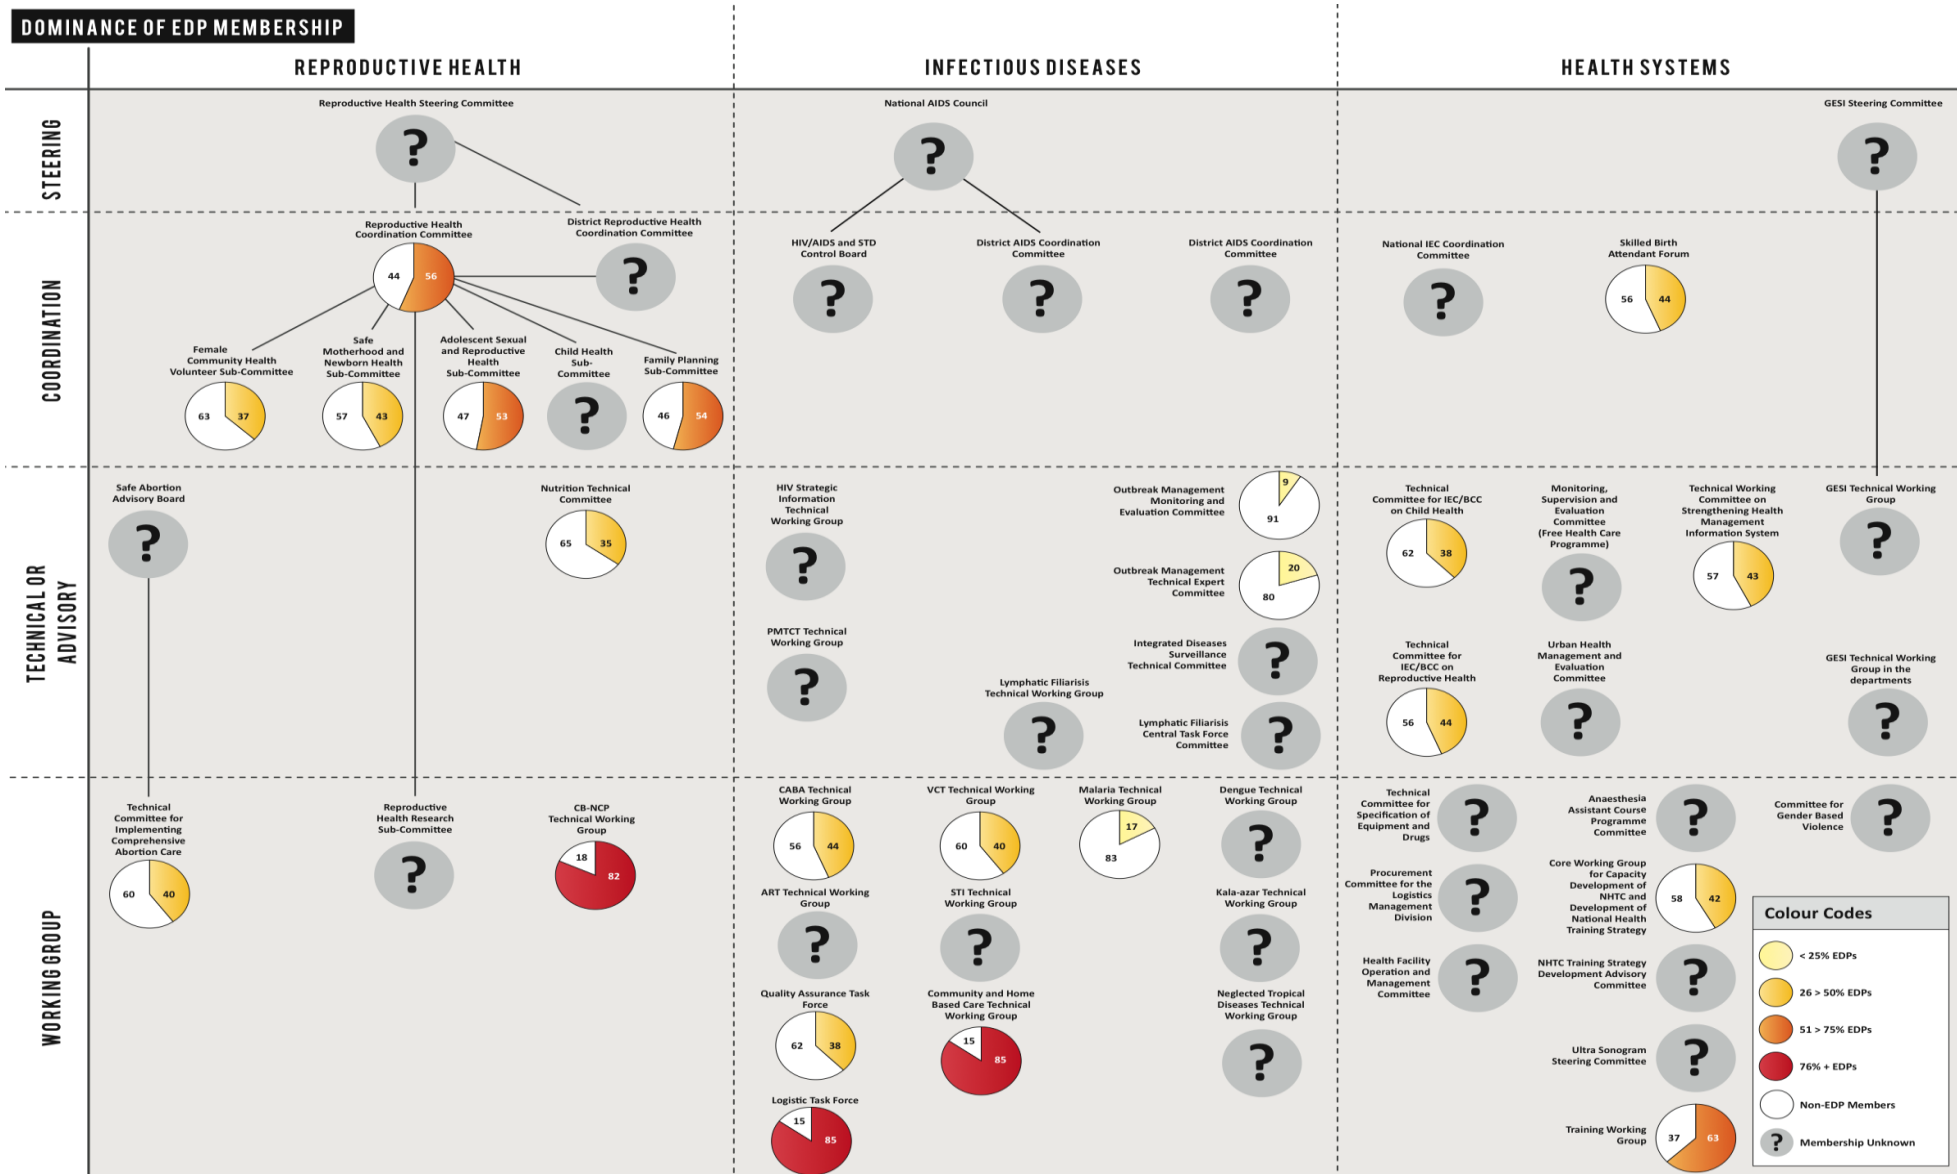 DOMINANCE OF EDP MEMBERSHIP
REPRODUCTIVE HEALTH
INFECTIOUS DISEASES
HEALTH SYSTEMS
STEERING
Reproductive Health Steering Committee
?
National AIDS Council
?
GESI Steering Committee
?
COORDINATION
Reproductive Health
Coordination Committee
44
56
District Reproductive Health
Coordination Committee
?
Female
Community Health
Volunteer Sub-Committee
63
37
Safe
Motherhood and
Newborn Health
Sub-Committee
57
43
Adolescent Sexual
and Reproductive
Health
Sub-Committee
47
53
Child Health
Sub-
Committee
?
Family Planning
Sub-Committee
46
54
HIV/AIDS and STD
Control Board
?
District AIDS Coordination
Committee
?
District AIDS Coordination
Committee
?
National IEC Coordination
Committee
?
Skilled Birth
Attendant Forum
56
44
TECHNICAL OR
ADVISORY
Safe Abortion
Advisory Board
?
Nutrition Technical
Committee
65
35
HIV Strategic
Information
Technical
Working Group
?
PMTCT Technical
Working Group
?
Outbreak Management
Monitoring and
Evaluation Committee
9
91
Outbreak Management
Technical Expert
Committee
20
80
Integrated Diseases
Surveillance
Technical Committee
?
Lymphatic Filiarisis
Technical Working Group
?
Lymphatic Filiarisis
Central Task Force
Committee
?
Technical
Committee for IEC/BCC
on Child Health
62
38
Monitoring,
Supervision and
Evaluation
Committee
(Free Health Care
Programme)
?
Technical Working
Committee on
Strengthening Health
Management
Information System
57
43
GESI Technical Working
Group
?
Technical
Committee for
IEC/BCC on
Reproductive Health
56
44
Urban Health
Management and
Evaluation
Committee
?
GESI Technical Working
Group in the
departments
?
WORKING GROUP
Technical
Committee for
Implementing
Comprehensive
Abortion Care
60
40
Reproductive
Health Research
Sub-Committee
?
CB-NCP
Technical Working
Group
18
82
CABA Technical
Working Group
56
44
VCT Technical Working
Group
60
40
Malaria Technical
Working Group
17
83
Dengue Technical
Working Group
?
ART Technical Working
Group
?
STI Technical
Working Group
?
Kala-azar Technical
Working Group
?
Quality Assurance Task
Force
62
38
Community and Home
Based Care Technical
Working Group
15
85
Neglected Tropical
Diseases Technical
Working Group
?
Logistic Task Force
15
85
Technical
Committee for
Specification of
Equipment and
Drugs
?
Anaesthesia
Assistant Course
Programme
Committee
?
Committee for
Gender Based
Violence
?
Procurement
Committee for the
Logistics
Management
Division
?
Core Working Group
for Capacity
Development of
NHTC and
Development of
National Health
Training Strategy
58
42
Health Facility
Operation and
Management
Committee
?
NHTC Training Strategy
Development Advisory
Committee
?
Ultra Sonogram
Steering Committee
?
Training Working
Group
37
63
Colour Codes
< 25% EDPs
26 > 50% EDPs
51 > 75% EDPs
76% + EDPs
Non-EDP Members
? Membership Unknown